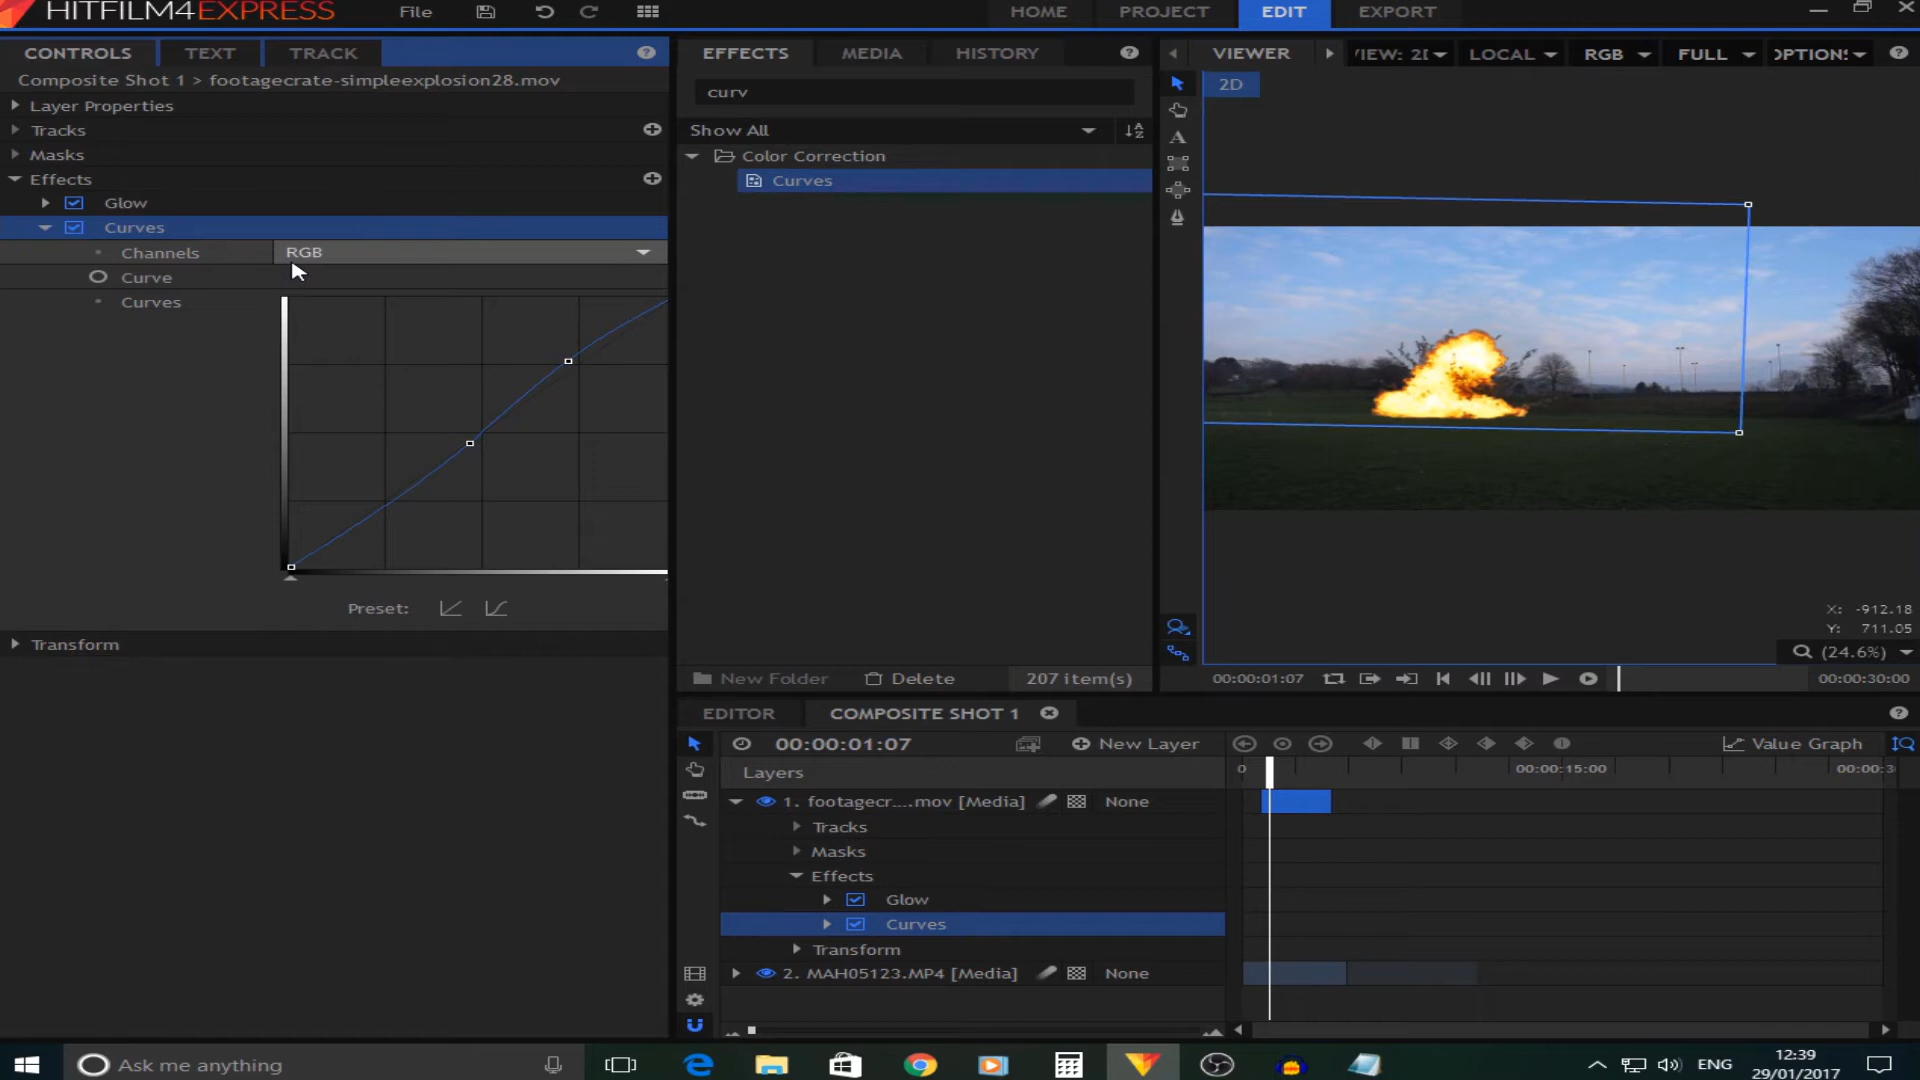 HITFILM4EXPRESS
File
HOME
PROJECT
EDIT
EXPORT
CONTROLS
TEXT
TRACK
Composite Shot 1 > footagecrate-simpleexplosion28.mov
Layer Properties
Tracks
Masks
Effects
Glow
Curves
Channels
RGB
Curve
Curves
Preset:
Transform
EFFECTS
MEDIA
HISTORY
curv
Show All
Color Correction
Curves
New Folder
Delete
207 item(s)
VIEWER
LOCAL
RGB
FULL
2D
X: -912.18
Y: 711.05
(24.6%)
00:00:01:07
00:00:30:00
EDITOR
COMPOSITE SHOT 1
00:00:01:07
New Layer
Value Graph
Layers
0
00:00:15:00
1. footagecr....mov [Media]
None
Tracks
Masks
Effects
Glow
Curves
Transform
2. MAH05123.MP4 [Media]
None
Ask me anything
ENG
12:39
29/01/2017